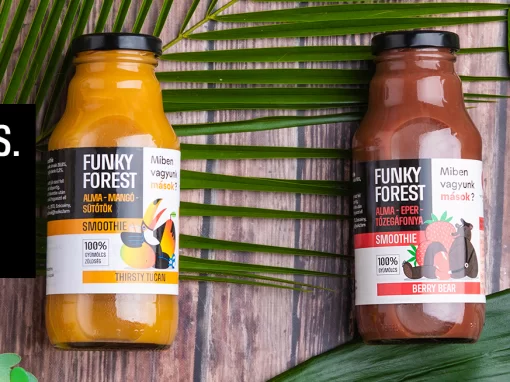 S.
FUNKY
FOREST
ALMA - MANGÓ -
SÜTŐTÖK
SMOOTHIE
100%
GYÜMÖLCS
ZÖLDSÉG
THIRSTY TUCAN
Miben
vagyunk
mások?
FUNKY
FOREST
ALMA - EPER -
TŐZEGÁFONYA
SMOOTHIE
100%
GYÜMÖLCS
BERRY BEAR
Miben
vagyunk
mások?